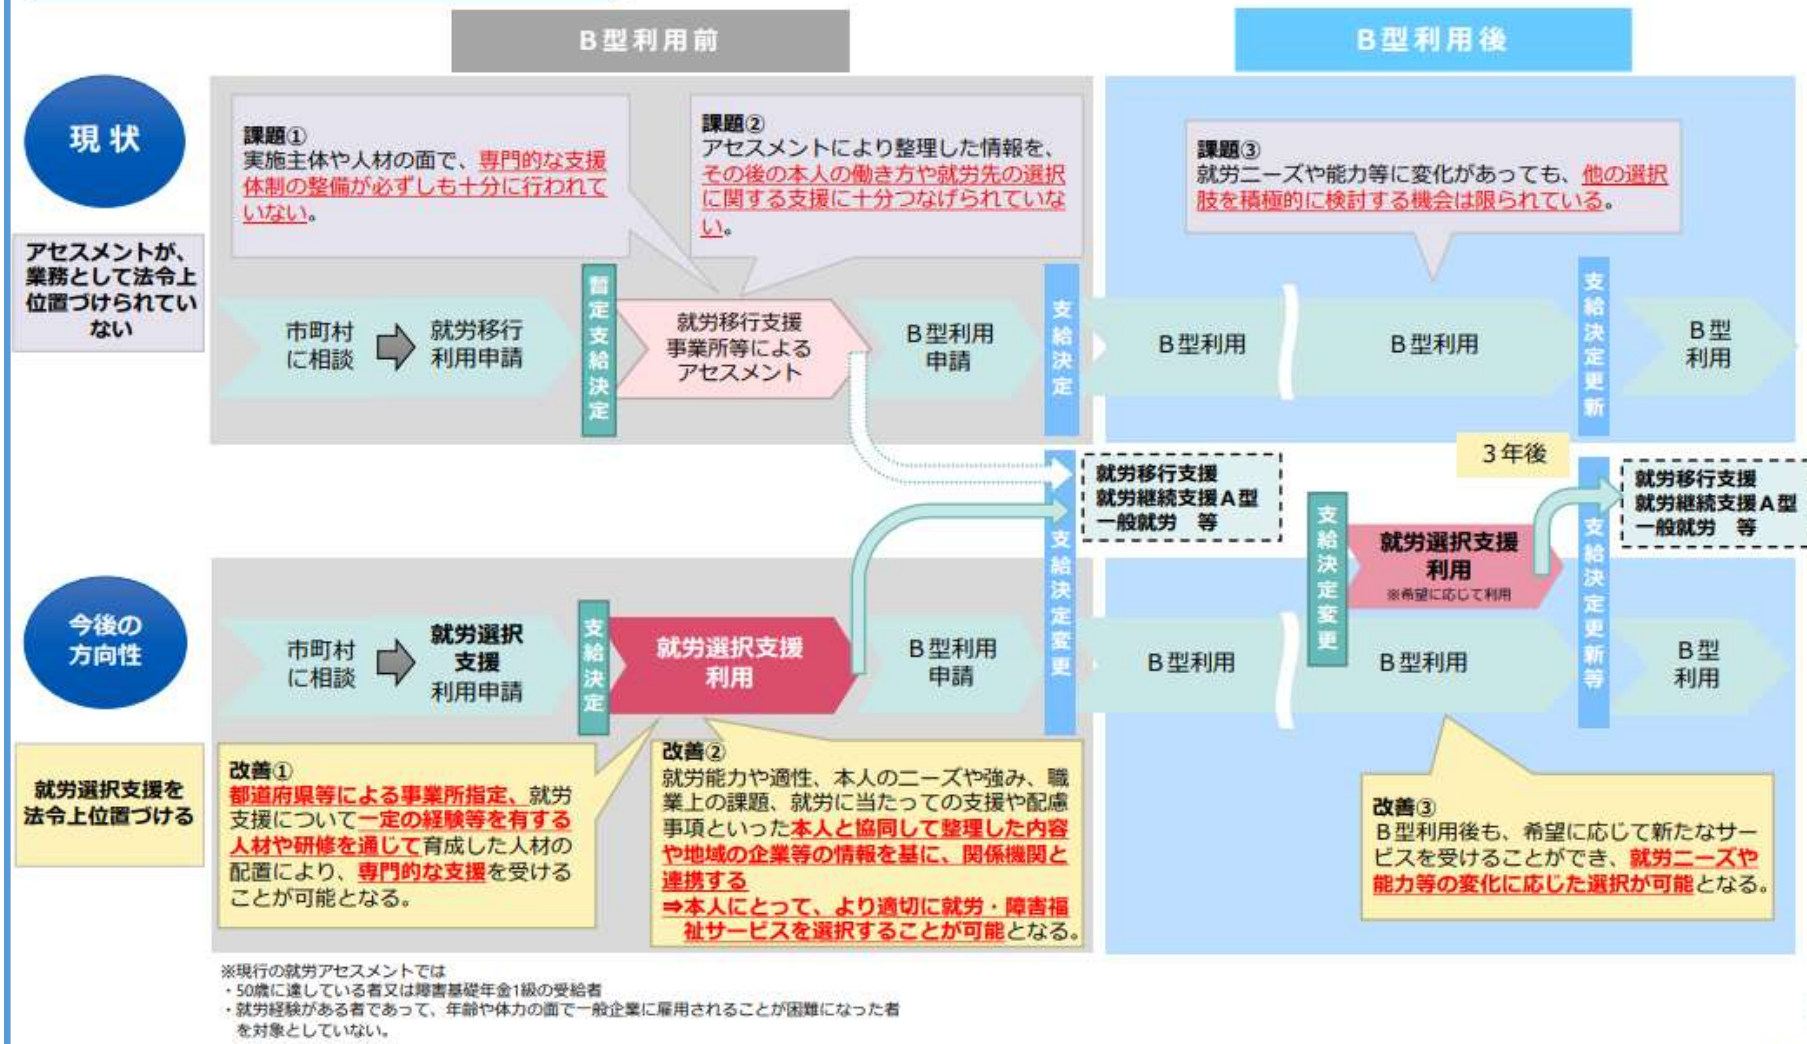 B型利用前
B型利用後
現状
アセスメントが、
業務として法令上
位置づけられてい
ない
課題①
実施主体や人材の面で、専門的な支援
体制の整備が必ずしも十分に行われて
いない。
課題②
アセスメントにより整理した情報を、
その後の本人の働き方や就労先の選択
に関する支援に十分つなげられていな
い。
課題③
就労ニーズや能力等に変化があっても、他の選択
肢を積極的に検討する機会は限られている。
市町村
に相談
就労移行
利用申請
暫定支給決定
就労移行支援
事業所等による
アセスメント
B型利用
申請
支給決定
B型利用
B型利用
支給決定更新
B型
利用
3年後
就労移行支援
就労継続支援A型
一般就労 等
就労移行支援
就労継続支援A型
一般就労 等
今後の
方向性
就労選択支援を
法令上位置づける
市町村
に相談
就労選択
支援
利用申請
支給決定
就労選択支援
利用
B型利用
申請
支給決定変更
B型利用
支給決定変更
就労選択支援
利用
※希望に応じて利用
B型利用
支給決定更新等
B型
利用
改善①
都道府県等による事業所指定、就労
支援について一定の経験等を有する
人材や研修を通じて育成した人材の
配置により、専門的な支援を受ける
ことが可能となる。
改善②
就労能力や適性、本人のニーズや強み、職
業上の課題、就労に当たっての支援や配慮
事項といった本人と協同して整理した内容
や地域の企業等の情報を基に、関係機関と
連携する
⇒本人にとって、より適切に就労・障害福
祉サービスを選択することが可能となる。
改善③
B型利用後も、希望に応じて新たなサー
ビスを受けることができ、就労ニーズや
能力等の変化に応じた選択が可能となる。
※現行の就労アセスメントでは
・50歳に達している者又は障害基礎年金1級の受給者
・就労経験がある者であって、年齢や体力の面で一般企業に雇用されることが困難になった者
を対象としていない。